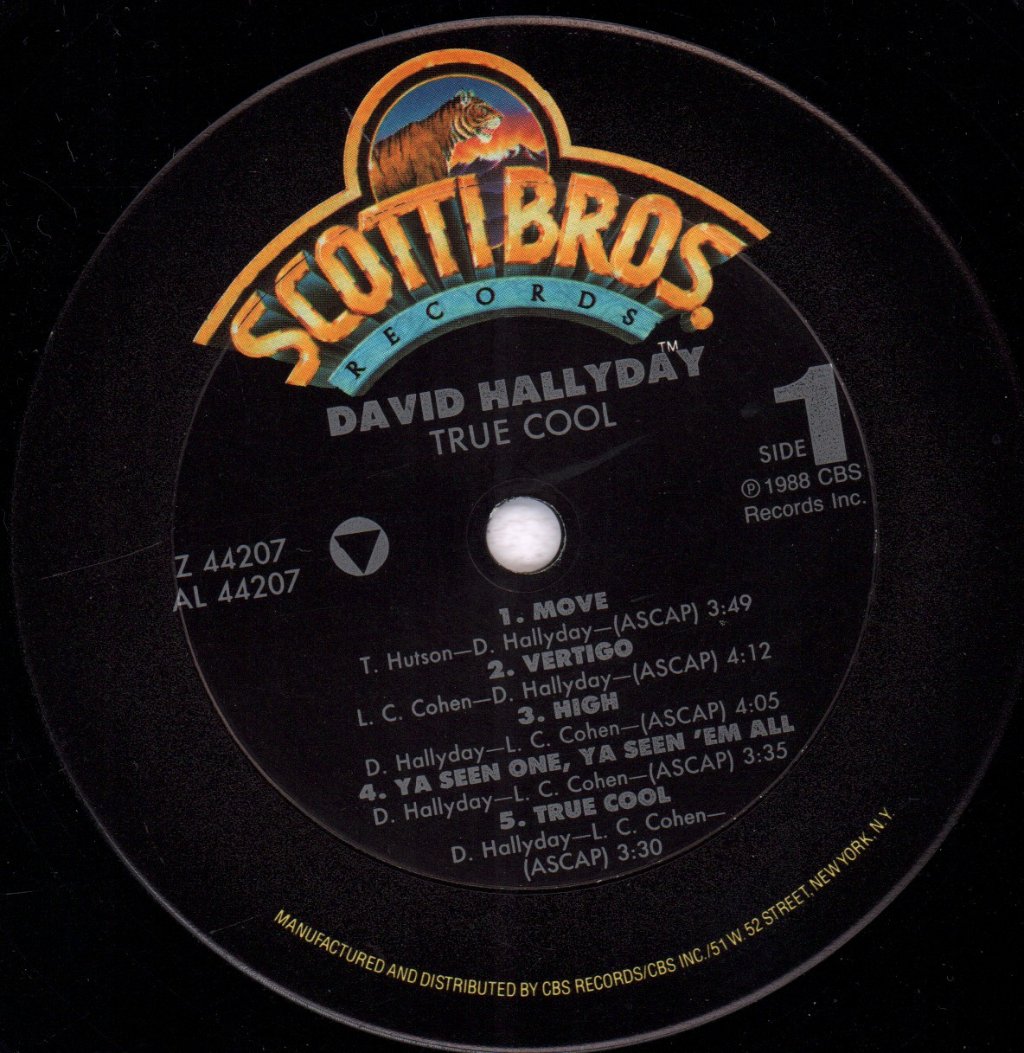 SCOTTI BROS.
RECORDS
TM
DAVID HALLYDAY
TRUE COOL
SIDE 1
℗ 1988 CBS
Records Inc.
Z 44207
AL 44207
1. MOVE
T. Hutson—D. Hallyday—(ASCAP) 3:49
2. VERTIGO
L. C. Cohen—D. Hallyday—(ASCAP) 4:12
3. HIGH
D. Hallyday—L. C. Cohen—(ASCAP) 4:05
4. YA SEEN ONE, YA SEEN 'EM ALL
D. Hallyday—L. C. Cohen—(ASCAP) 3:35
5. TRUE COOL
D. Hallyday—L. C. Cohen—
(ASCAP) 3:30
MANUFACTURED AND DISTRIBUTED BY CBS RECORDS/CBS INC./51 W. 52 STREET, NEW YORK, N.Y.